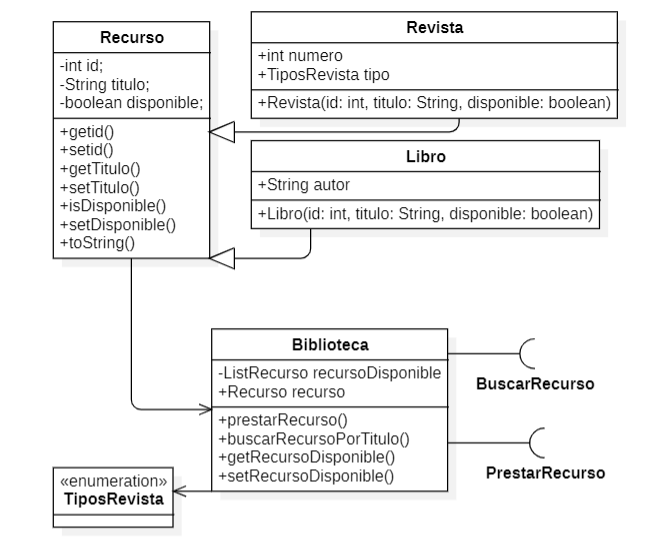 Recurso
-int id;
-String titulo;
-boolean disponible;
+getid()
+setid()
+getTitulo()
+setTitulo()
+isDisponible()
+setDisponible()
+toString()
Revista
+int numero
+TiposRevista tipo
+Revista(id: int, titulo: String, disponible: boolean)
Libro
+String autor
+Libro(id: int, titulo: String, disponible: boolean)
Biblioteca
-ListRecurso recursoDisponible
+Recurso recurso
+prestarRecurso()
+buscarRecursoPorTitulo()
+getRecursoDisponible()
+setRecursoDisponible()
BuscarRecurso
PrestarRecurso
«enumeration»
TiposRevista